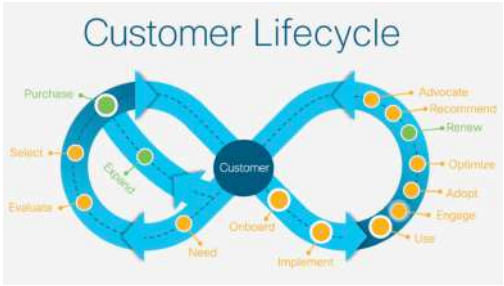 Customer Lifecycle
Purchase
Select
Evaluate
Need
Expand
Customer
Onboard
Implement
Use
Engage
Adopt
Optimize
Renew
Recommend
Advocate